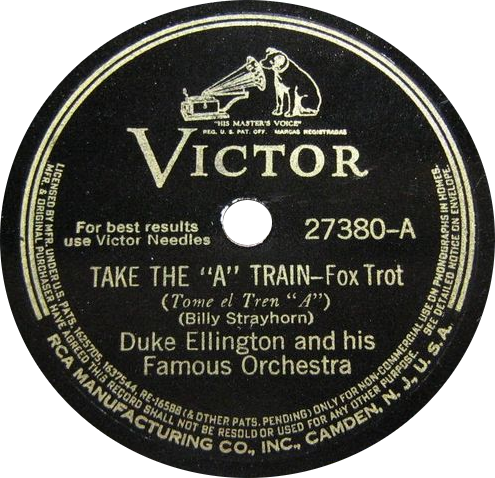 "HIS MASTER'S VOICE"
REG. U. S. PAT. OFF. MARCAS REGISTRADAS
VICTOR
For best results
use Victor Needles
27380-A
TAKE THE "A" TRAIN–Fox Trot
(Tome el Tren "A")
(Billy Strayhorn)
Duke Ellington and his
Famous Orchestra
LICENSED BY MFR. UNDER U.S. PATS. 1625705, 1637544, RE-16588 (& OTHER PATS. PENDING) ONLY FOR NON-COMMERCIAL USE ON PHONOGRAPHS IN HOMES.
MFR. & ORIGINAL PURCHASER HAVE AGREED THIS RECORD SHALL NOT BE RESOLD OR USED FOR ANY OTHER PURPOSE. SEE DETAILED NOTICE ON ENVELOPE.
RCA MANUFACTURING CO., INC., CAMDEN, N. J., U. S. A.